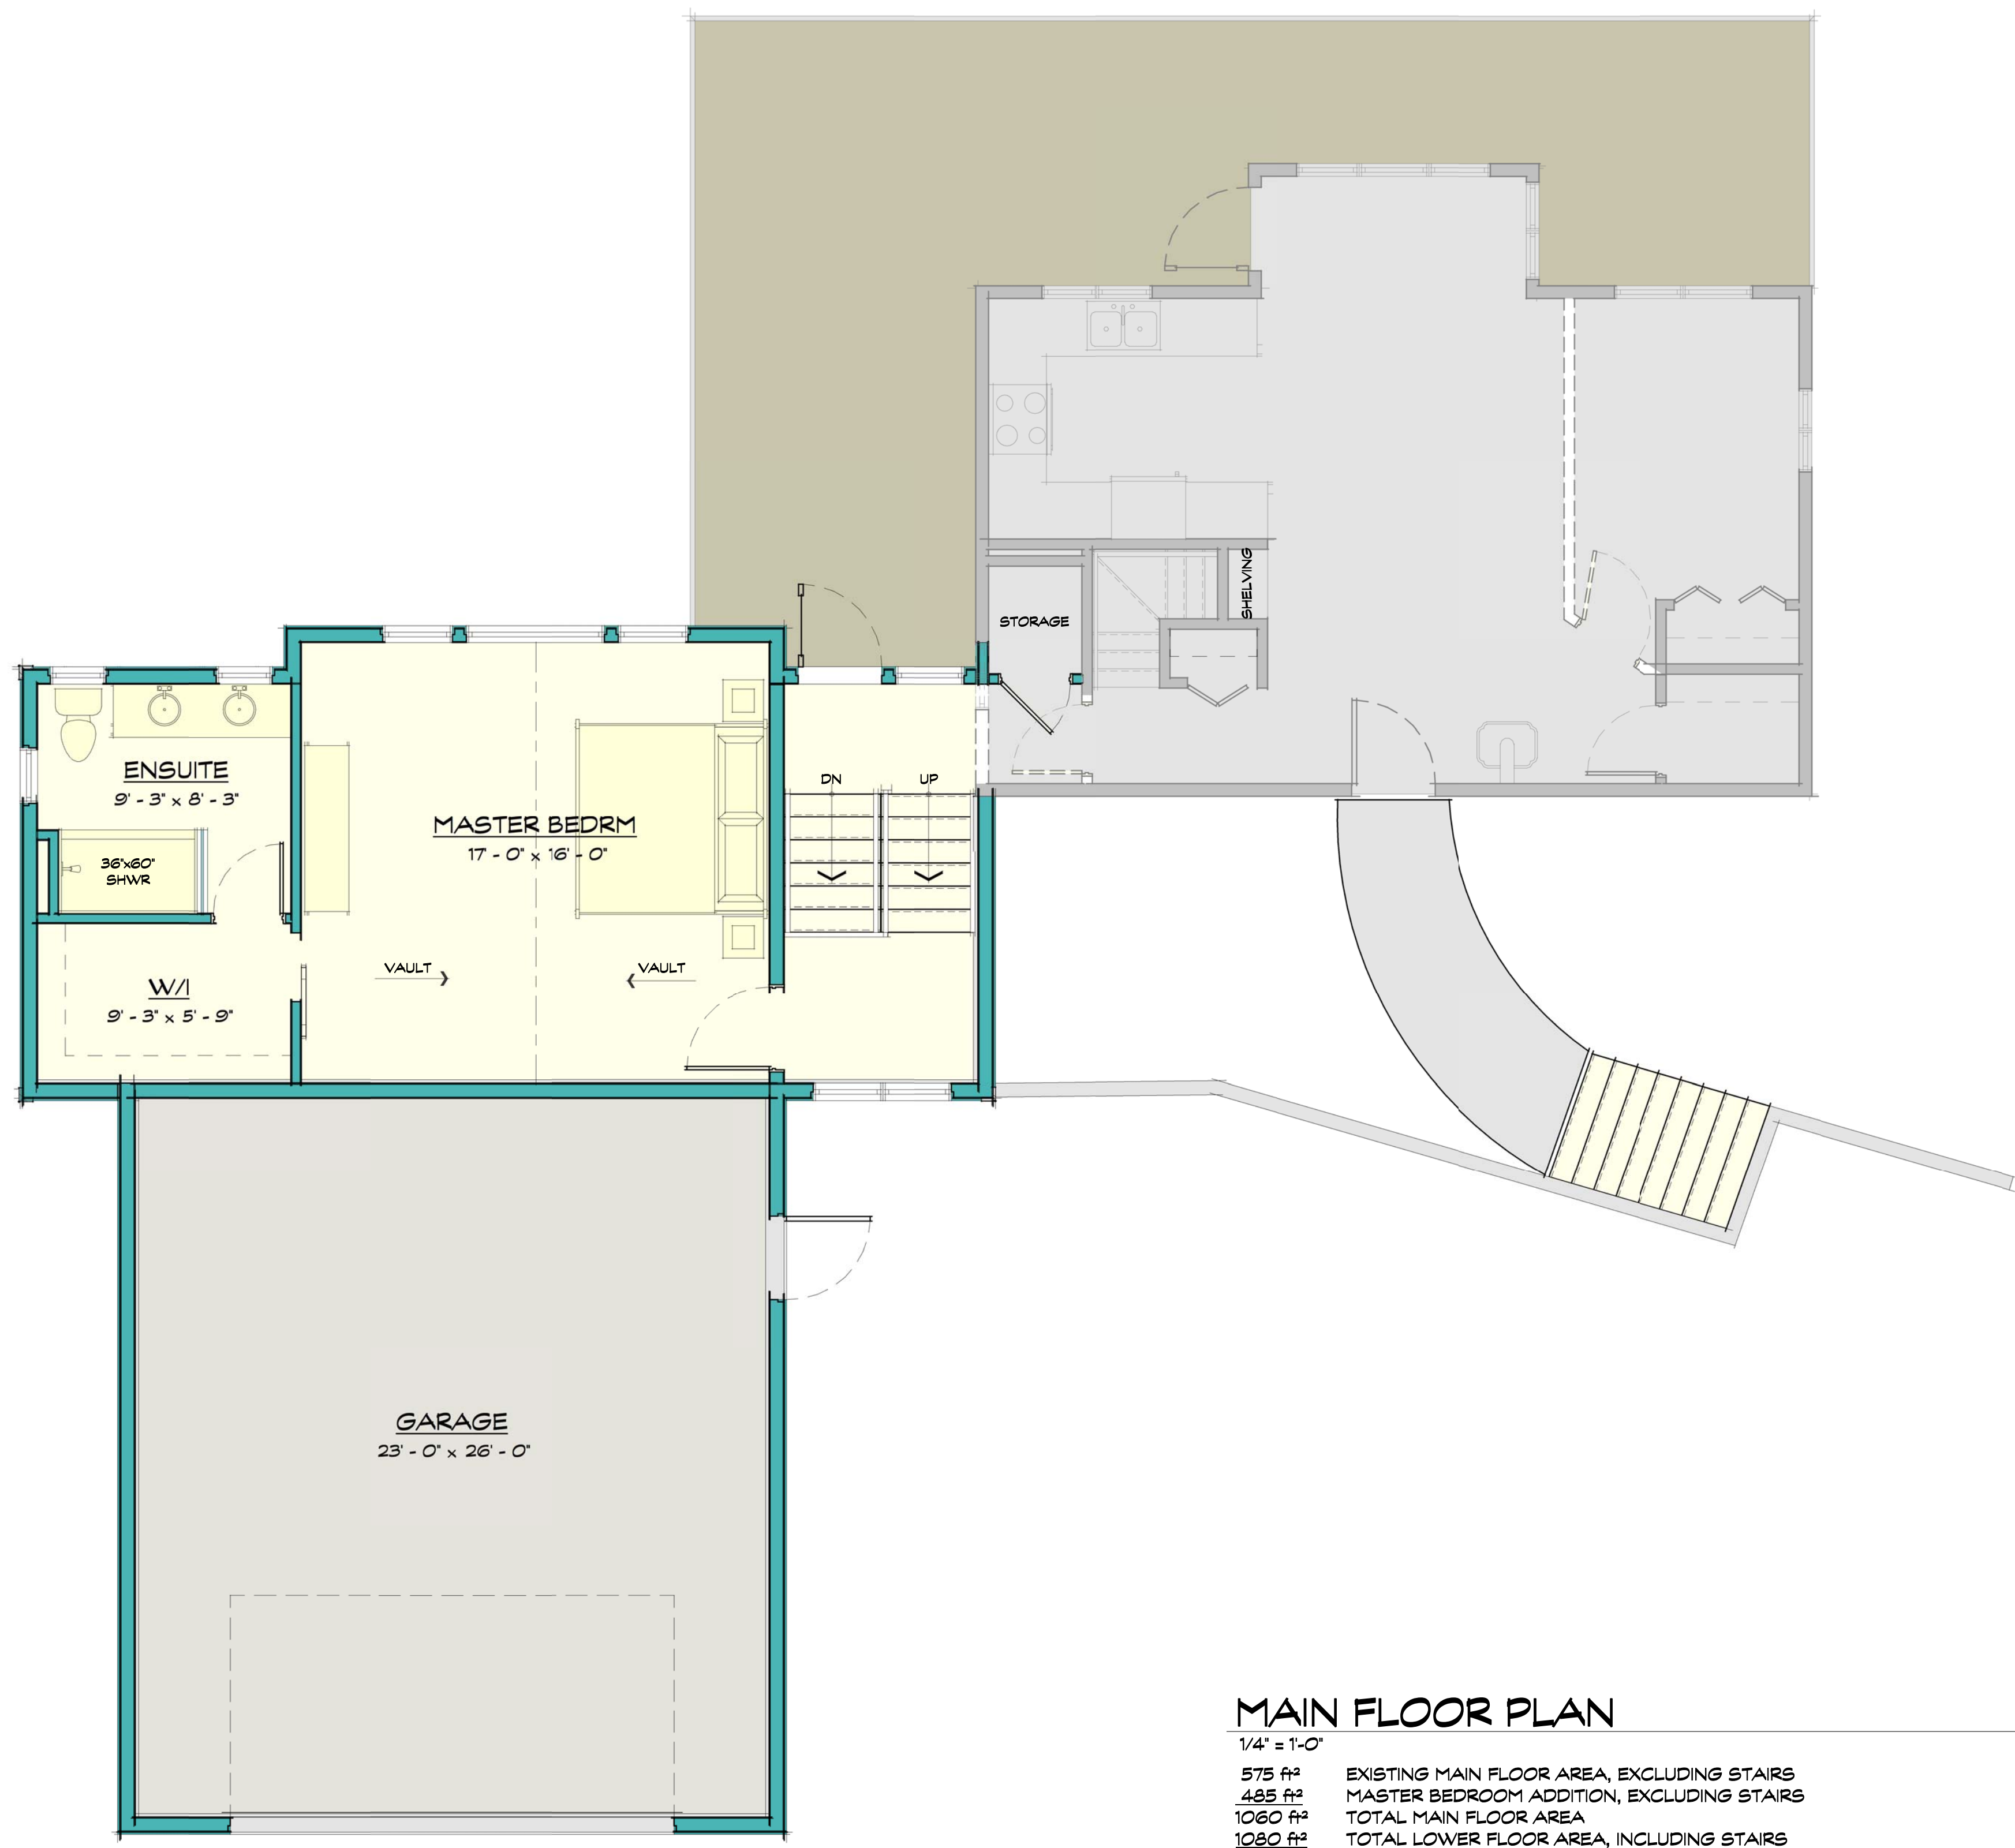 SHELVING
STORAGE
ENSUITE
9' - 3" x 8' - 3"
DN
UP
MASTER BEDRM
17' - 0" x 16' - 0"
36"x60"
SHWR
VAULT
VAULT
W/I
9' - 3" x 5' - 9"
GARAGE
23' - 0" x 26' - 0"
MAIN FLOOR PLAN
1/4" = 1'-0"
575 ft² EXISTING MAIN FLOOR AREA, EXCLUDING STAIRS
485 ft² MASTER BEDROOM ADDITION, EXCLUDING STAIRS
1060 ft² TOTAL MAIN FLOOR AREA
1080 ft² TOTAL LOWER FLOOR AREA, INCLUDING STAIRS